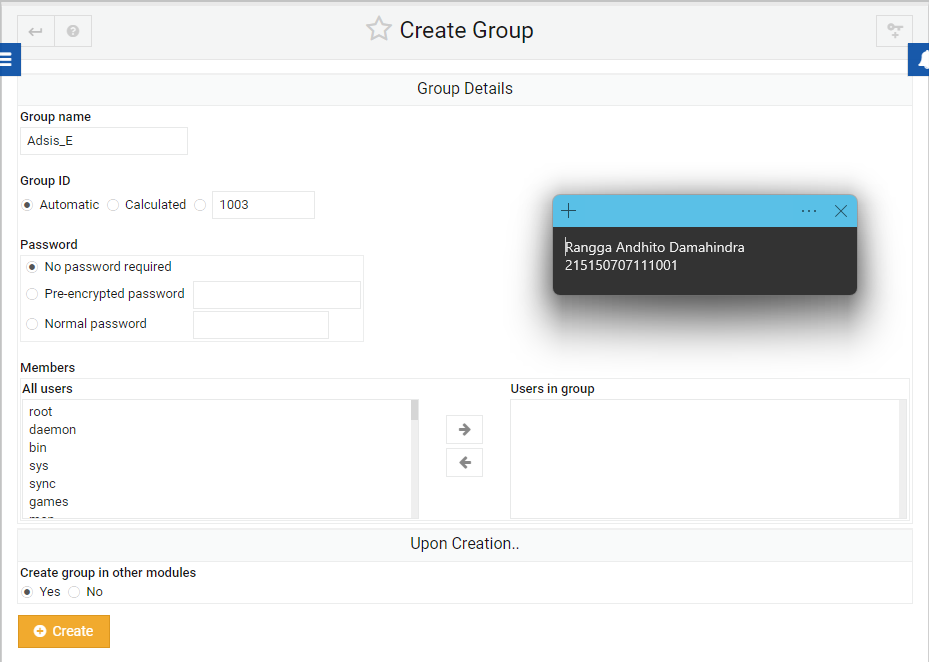 Create Group
Group Details
Group name
Adsis_E
Group ID
Automatic Calculated 1003
Password
No password required
Pre-encrypted password
Normal password
Rangga Andhito Damahindra
215150707111001
Members
All users
root
daemon
bin
sys
sync
games
Users in group
Upon Creation..
Create group in other modules
Yes No
Create